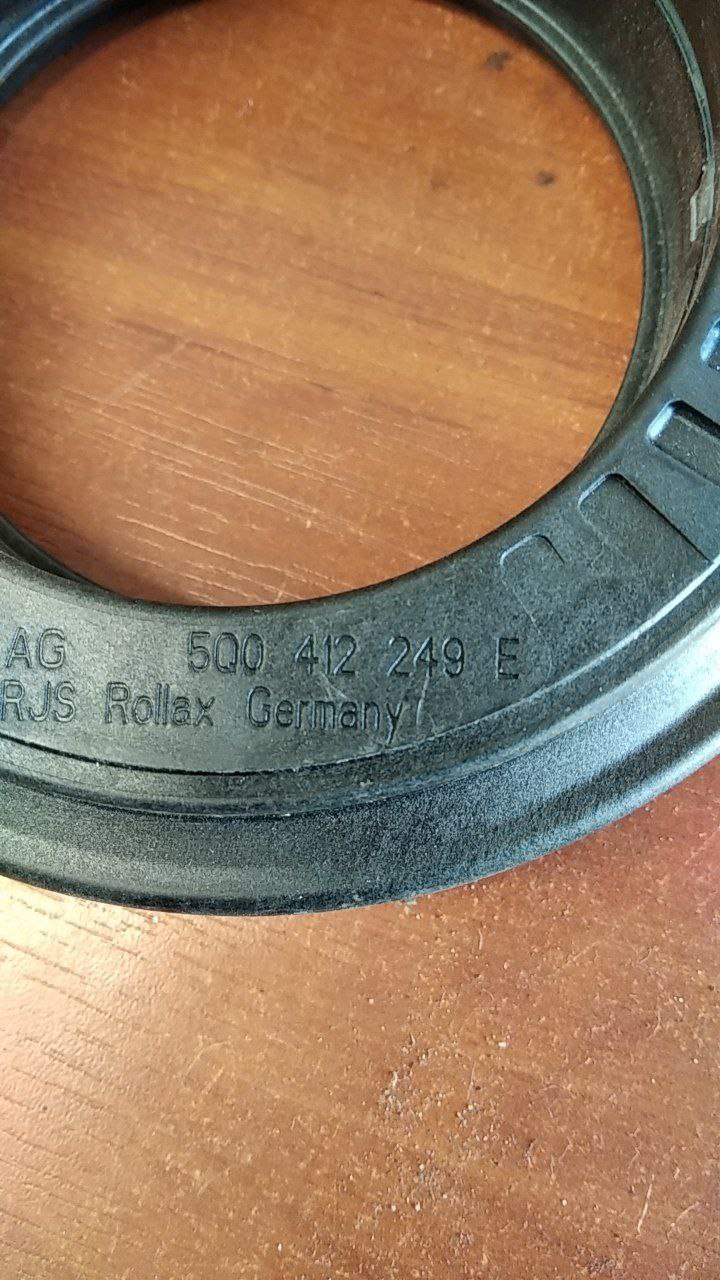 AG 5Q0 412 249 E
RJS Rollax Germany